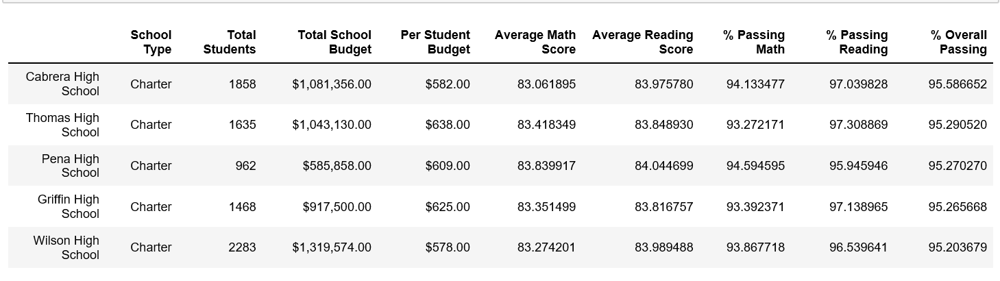 School Type Total Students Total School Budget Per Student Budget Average Math Score Average Reading Score % Passing Math % Passing Reading % Overall Passing
Cabrera High School Charter 1858 $1,081,356.00 $582.00 83.061895 83.975780 94.133477 97.039828 95.586652
Thomas High School Charter 1635 $1,043,130.00 $638.00 83.418349 83.848930 93.272171 97.308869 95.290520
Pena High School Charter 962 $585,858.00 $609.00 83.839917 84.044699 94.594595 95.945946 95.270270
Griffin High School Charter 1468 $917,500.00 $625.00 83.351499 83.816757 93.392371 97.138965 95.265668
Wilson High School Charter 2283 $1,319,574.00 $578.00 83.274201 83.989488 93.867718 96.539641 95.203679